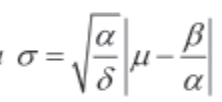 σ = √(α/δ) |μ − β/α|